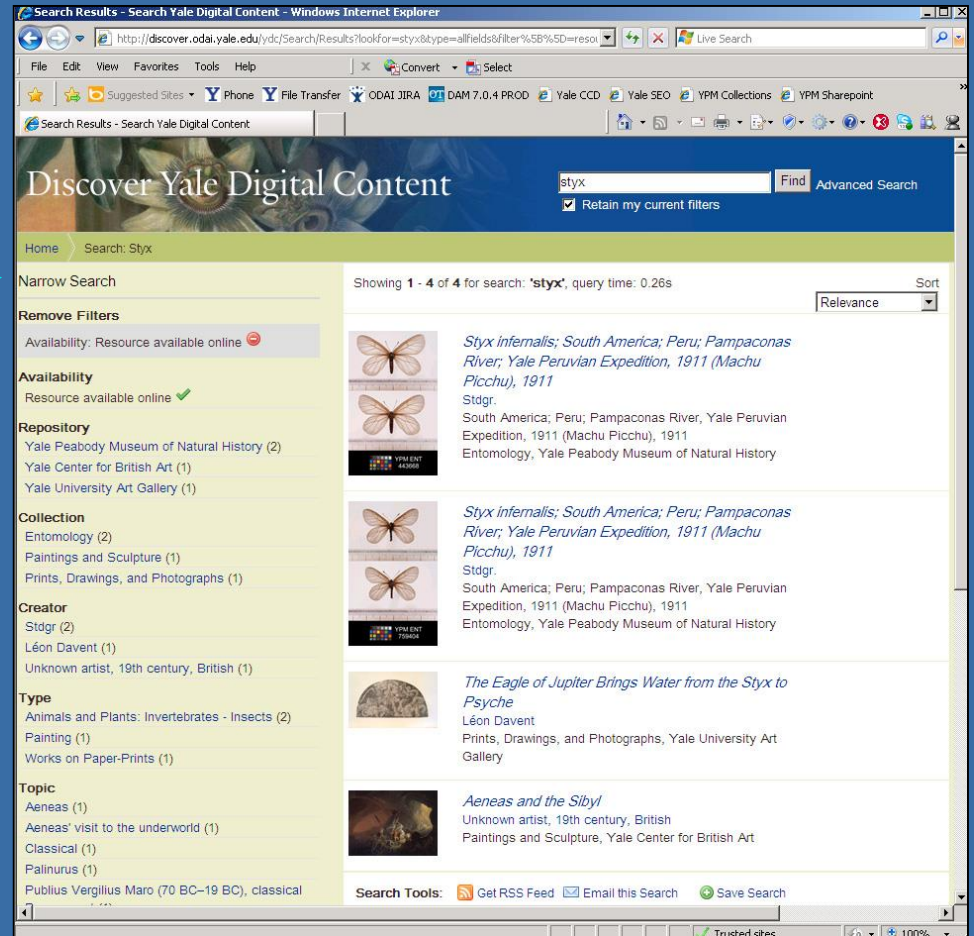 Search Results - Search Yale Digital Content - Windows Internet Explorer
http://discover.odai.yale.edu/ydc/Search/Results?lookfor=styx&type=allfields&filter%5B%5D=resou
Live Search
File Edit View Favorites Tools Help
Convert
Select
Suggested Sites
Phone
File Transfer
ODAI JIRA
DAM 7.0.4 PROD
Yale CCD
Yale SEO
YPM Collections
YPM Sharepoint
Search Results - Search Yale Digital Content
Discover Yale Digital Content
styx
Find
Advanced Search
Retain my current filters
Home
Search: Styx
Narrow Search
Remove Filters
Availability: Resource available online
Availability
Resource available online
Repository
Yale Peabody Museum of Natural History (2)
Yale Center for British Art (1)
Yale University Art Gallery (1)
Collection
Entomology (2)
Paintings and Sculpture (1)
Prints, Drawings, and Photographs (1)
Creator
Stdgr (2)
Léon Davent (1)
Unknown artist, 19th century, British (1)
Type
Animals and Plants: Invertebrates - Insects (2)
Painting (1)
Works on Paper-Prints (1)
Topic
Aeneas (1)
Aeneas' visit to the underworld (1)
Classical (1)
Palinurus (1)
Publius Vergilius Maro (70 BC–19 BC), classical
Showing 1 - 4 of 4 for search: 'styx', query time: 0.26s
Sort
Relevance
YPM ENT
443668
Styx infernalis; South America; Peru; Pampaconas
River; Yale Peruvian Expedition, 1911 (Machu
Picchu), 1911
Stdgr.
South America; Peru; Pampaconas River, Yale Peruvian
Expedition, 1911 (Machu Picchu), 1911
Entomology, Yale Peabody Museum of Natural History
YPM ENT
759404
Styx infernalis; South America; Peru; Pampaconas
River; Yale Peruvian Expedition, 1911 (Machu
Picchu), 1911
Stdgr.
South America; Peru; Pampaconas River, Yale Peruvian
Expedition, 1911 (Machu Picchu), 1911
Entomology, Yale Peabody Museum of Natural History
The Eagle of Jupiter Brings Water from the Styx to
Psyche
Léon Davent
Prints, Drawings, and Photographs, Yale University Art
Gallery
Aeneas and the Sibyl
Unknown artist, 19th century, British
Paintings and Sculpture, Yale Center for British Art
Search Tools:
Get RSS Feed
Email this Search
Save Search
Trusted sites
100%